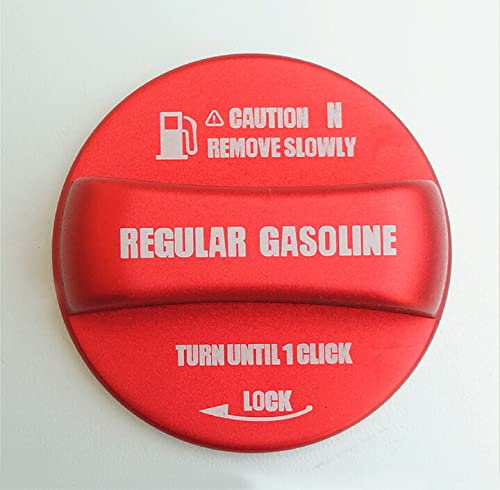 ⚠ CAUTION N
REMOVE SLOWLY
REGULAR GASOLINE
TURN UNTIL 1 CLICK
LOCK